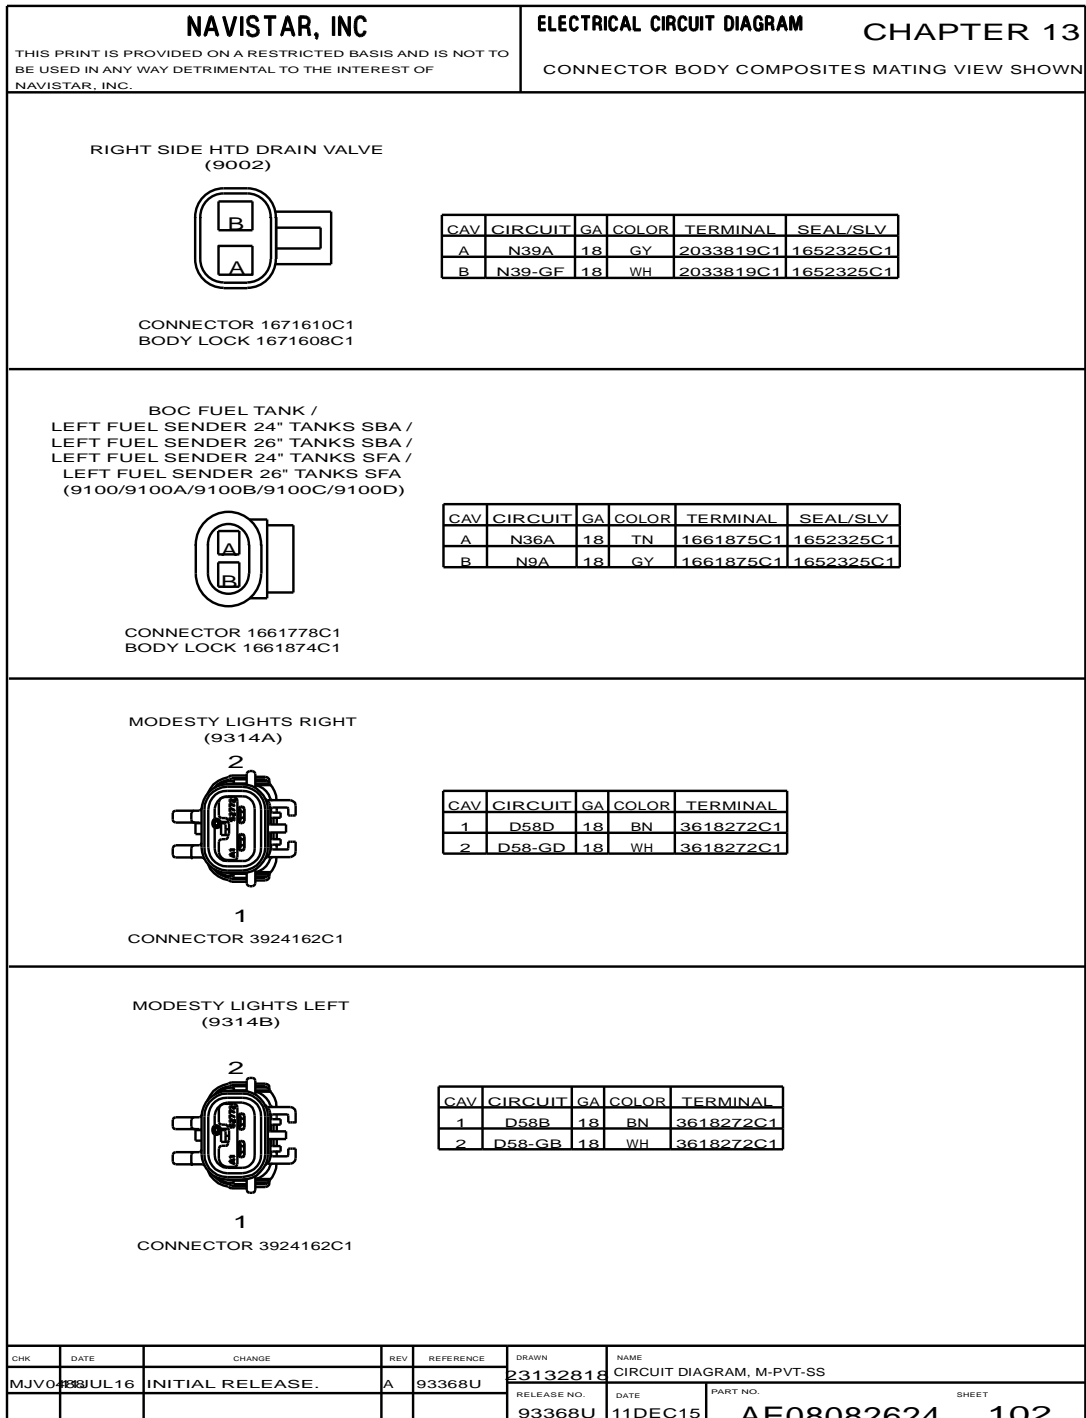 NAVISTAR, INC
THIS PRINT IS PROVIDED ON A RESTRICTED BASIS AND IS NOT TO
BE USED IN ANY WAY DETRIMENTAL TO THE INTEREST OF
NAVISTAR, INC.
ELECTRICAL CIRCUIT DIAGRAM CHAPTER 13
CONNECTOR BODY COMPOSITES MATING VIEW SHOWN
RIGHT SIDE HTD DRAIN VALVE
(9002)
B
A
CONNECTOR 1671610C1
BODY LOCK 1671608C1
CAV CIRCUIT GA COLOR TERMINAL SEAL/SLV
A N39A 18 GY 2033819C1 1652325C1
B N39-GF 18 WH 2033819C1 1652325C1
BOC FUEL TANK /
LEFT FUEL SENDER 24" TANKS SBA /
LEFT FUEL SENDER 26" TANKS SBA /
LEFT FUEL SENDER 24" TANKS SFA /
LEFT FUEL SENDER 26" TANKS SFA
(9100/9100A/9100B/9100C/9100D)
A
B
CONNECTOR 1661778C1
BODY LOCK 1661874C1
CAV CIRCUIT GA COLOR TERMINAL SEAL/SLV
A N36A 18 TN 1661875C1 1652325C1
B N9A 18 GY 1661875C1 1652325C1
MODESTY LIGHTS RIGHT
(9314A)
2
1
CONNECTOR 3924162C1
CAV CIRCUIT GA COLOR TERMINAL
1 D58D 18 BN 3618272C1
2 D58-GD 18 WH 3618272C1
MODESTY LIGHTS LEFT
(9314B)
2
1
CONNECTOR 3924162C1
CAV CIRCUIT GA COLOR TERMINAL
1 D58B 18 BN 3618272C1
2 D58-GB 18 WH 3618272C1
CHK DATE CHANGE REV REFERENCE
INITIAL RELEASE. A 93368U
DRAWN
23132818
NAME
CIRCUIT DIAGRAM, M-PVT-SS
RELEASE NO.
93368U
DATE
11DEC15
PART NO.
AE08082624
SHEET
102